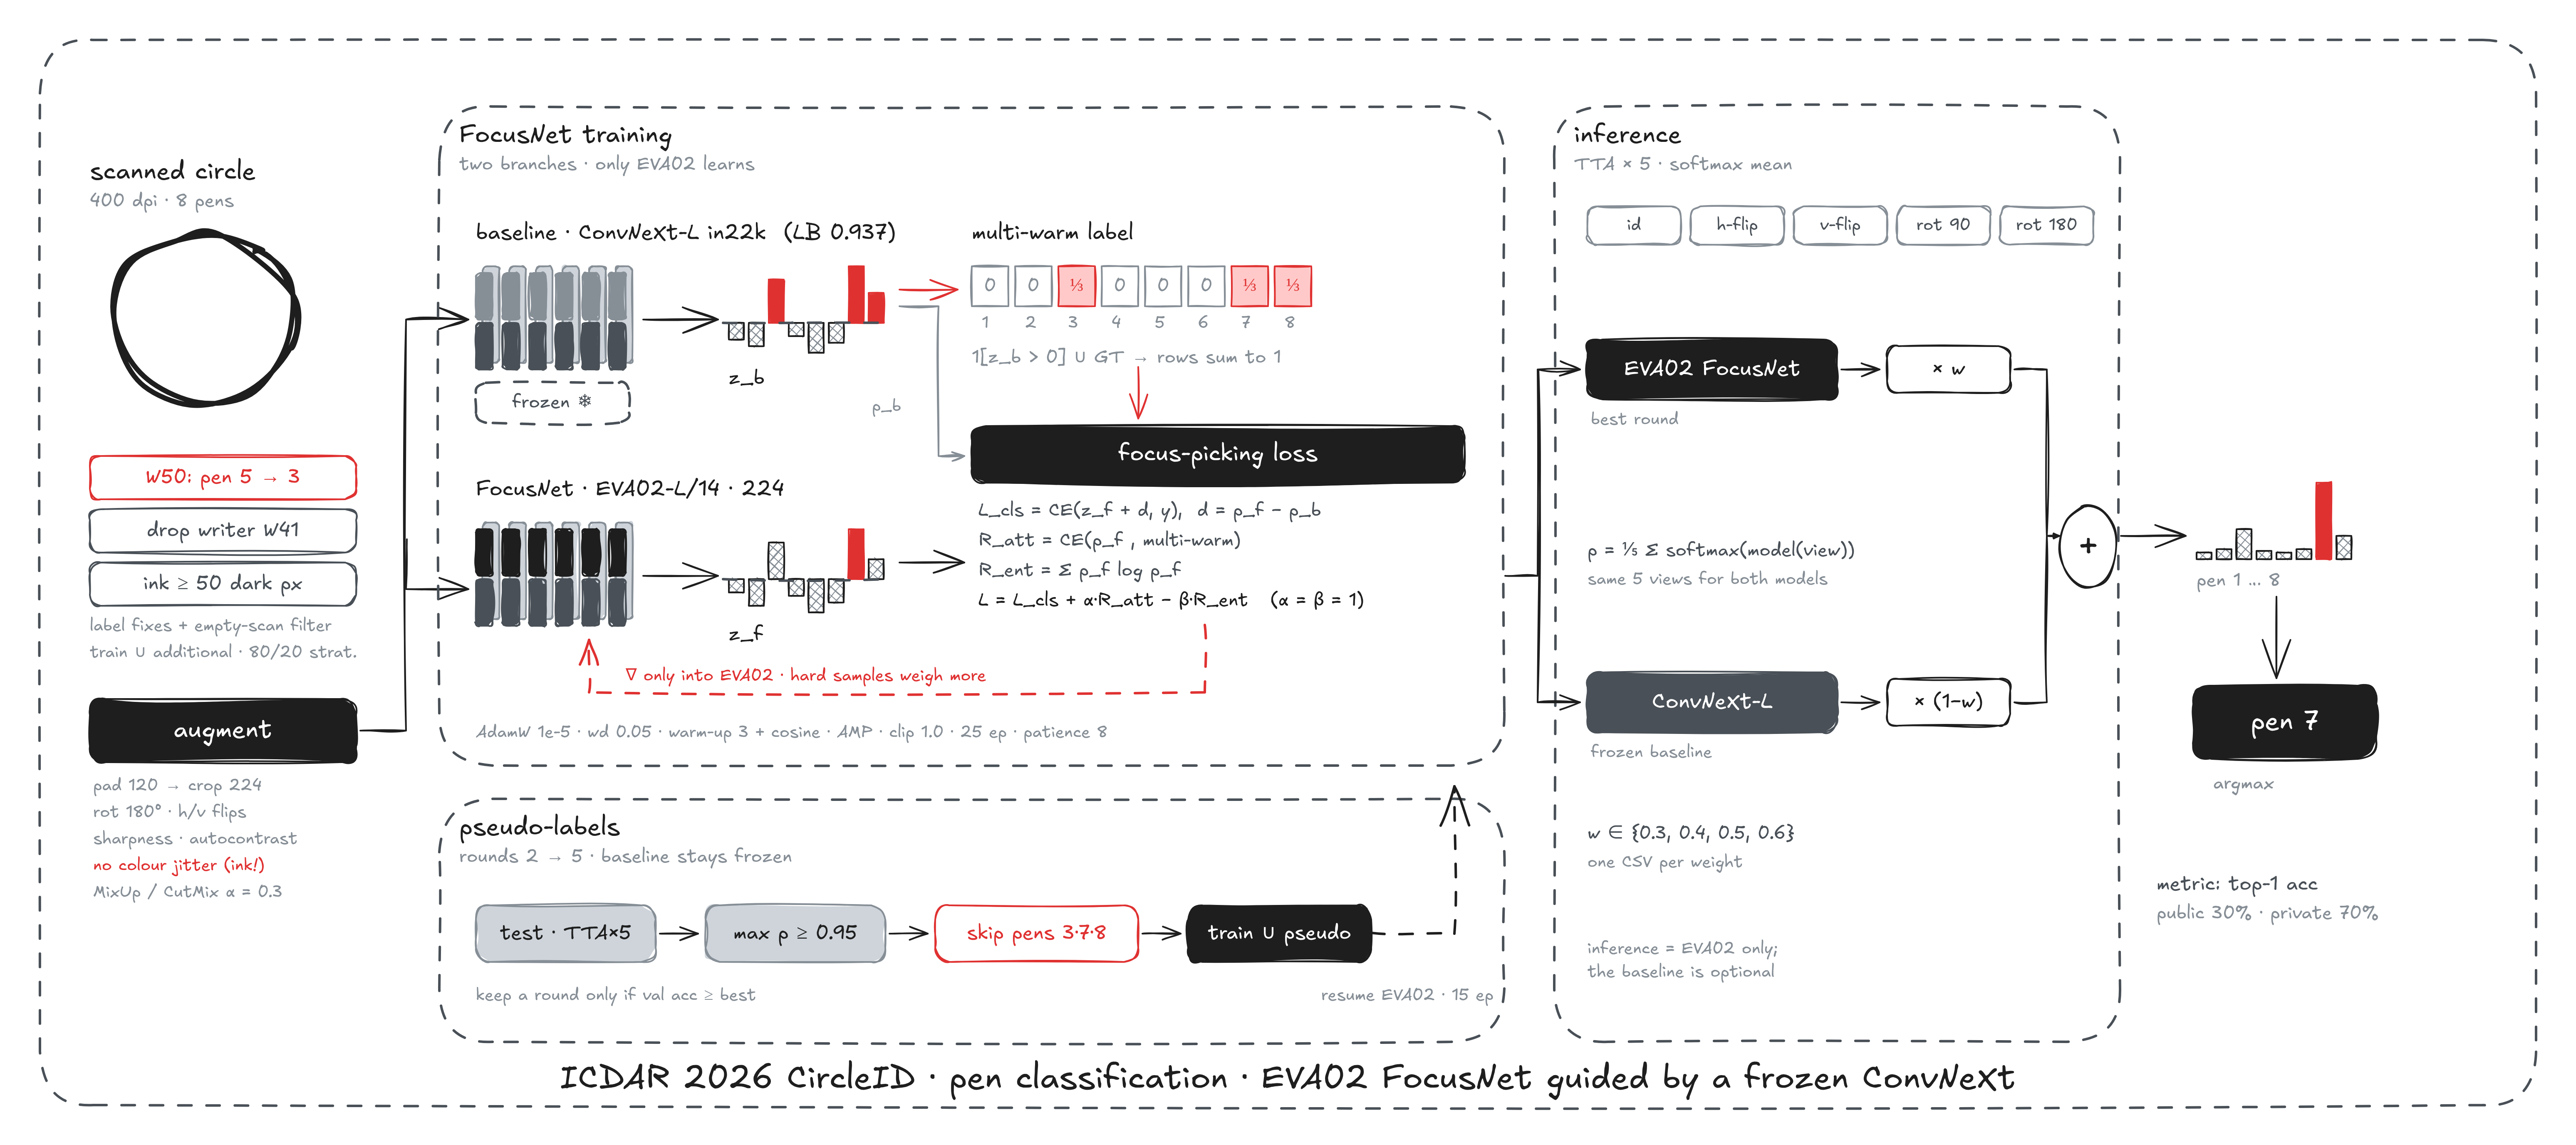 scanned circle
400 dpi · 8 pens
W50: pen 5 → 3
drop writer W41
ink ≥ 50 dark px
label fixes + empty-scan filter
train ∪ additional · 80/20 strat.
augment
pad 120 → crop 224
rot 180° · h/v flips
sharpness · autocontrast
no colour jitter (ink!)
MixUp / CutMix α = 0.3
FocusNet training
two branches · only EVA02 learns
baseline · ConvNeXt-L in22k (LB 0.937)
frozen ❄
z_b
p_b
multi-warm label
0 0 ⅓ 0 0 0 ⅓ ⅓
1 2 3 4 5 6 7 8
1[z_b > 0] ∪ GT → rows sum to 1
focus-picking loss
FocusNet · EVA02-L/14 · 224
z_f
L_cls = CE(z_f + d, y), d = p_f − p_b
R_att = CE(p_f , multi-warm)
R_ent = Σ p_f log p_f
L = L_cls + α·R_att − β·R_ent (α = β = 1)
∇ only into EVA02 · hard samples weigh more
AdamW 1e-5 · wd 0.05 · warm-up 3 + cosine · AMP · clip 1.0 · 25 ep · patience 8
pseudo-labels
rounds 2 → 5 · baseline stays frozen
test · TTA×5
max p ≥ 0.95
skip pens 3·7·8
train ∪ pseudo
keep a round only if val acc ≥ best
resume EVA02 · 15 ep
inference
TTA × 5 · softmax mean
id
h-flip
v-flip
rot 90
rot 180
EVA02 FocusNet
× w
best round
p = ⅕ Σ softmax(model(view))
same 5 views for both models
ConvNeXt-L
× (1−w)
frozen baseline
w ∈ {0.3, 0.4, 0.5, 0.6}
one CSV per weight
inference = EVA02 only;
the baseline is optional
+
pen 1 ... 8
pen 7
argmax
metric: top-1 acc
public 30% · private 70%
ICDAR 2026 CircleID · pen classification · EVA02 FocusNet guided by a frozen ConvNeXt